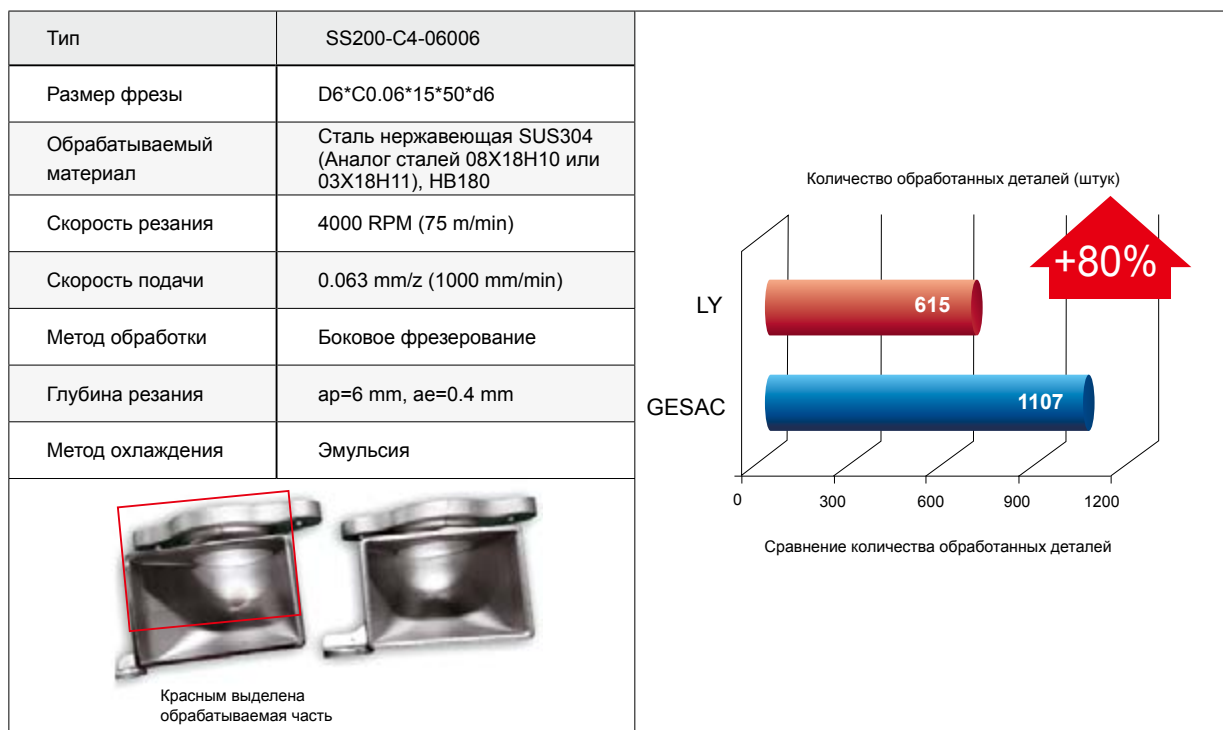 Тип
SS200-C4-06006
Размер фрезы
D6*C0.06*15*50*d6
Обрабатываемый
материал
Сталь нержавеющая SUS304
(Аналог сталей 08Х18Н10 или
03Х18Н11), HB180
Скорость резания
4000 RPM (75 m/min)
Скорость подачи
0.063 mm/z (1000 mm/min)
Метод обработки
Боковое фрезерование
Глубина резания
ap=6 mm, ae=0.4 mm
Метод охлаждения
Эмульсия
Красным выделена
обрабатываемая часть
Количество обработанных деталей (штук)
+80%
LY
615
GESAC
1107
0
300
600
900
1200
Сравнение количества обработанных деталей